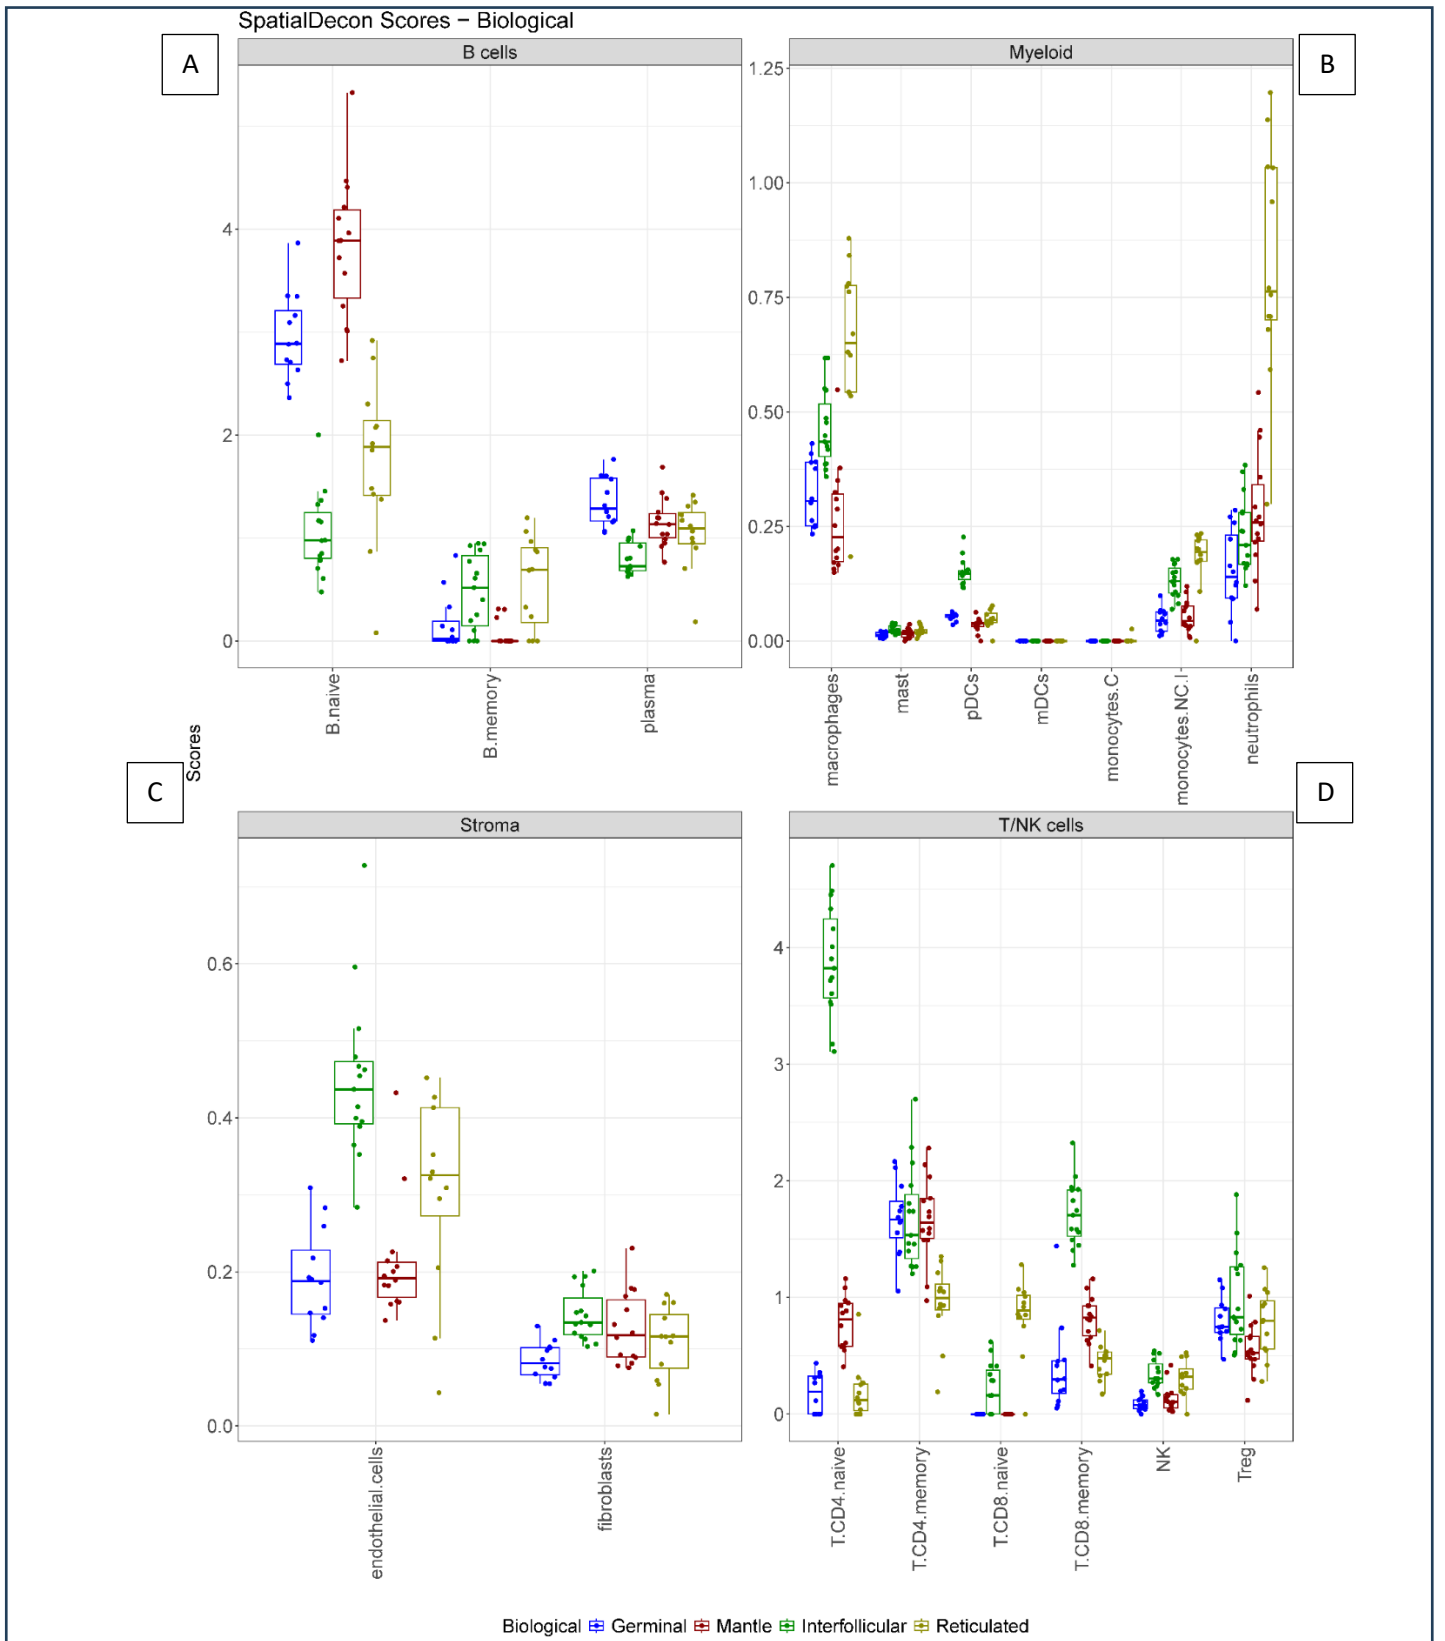 SpatialDecon Scores − Biological
A
B cells
Myeloid
B
4
2
0
1.25
1.00
0.75
0.50
0.25
0.00
B.naive
B.memory
plasma
macrophages
mast
pDCs
mDCs
monocytes.C
monocytes.NC.I
neutrophils
Scores
C
D
Stroma
T/NK cells
0.6
0.4
0.2
0.0
4
3
2
1
0
endothelial.cells
fibroblasts
T.CD4.naive
T.CD4.memory
T.CD8.naive
T.CD8.memory
NK
Treg
Biological Germinal Mantle Interfollicular Reticulated